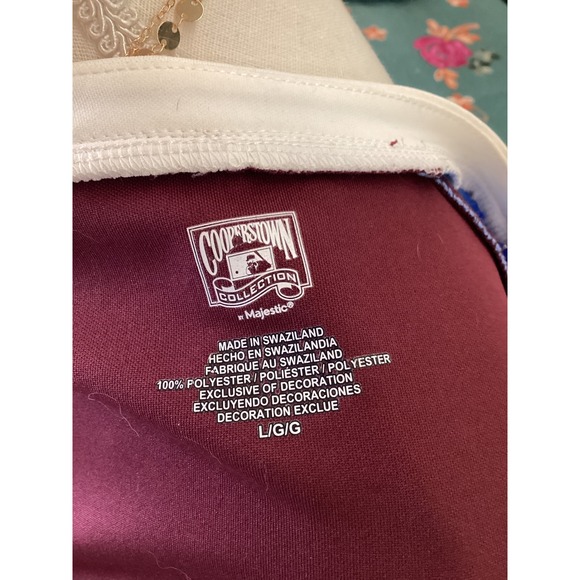 COOPERSTOWN
COLLECTION
BY Majestic®
MADE IN SWAZILAND
HECHO EN SWAZILANDIA
FABRIQUE AU SWAZILAND
100% POLYESTER / POLIÉSTER / POLYESTER
EXCLUSIVE OF DECORATION
EXCLUYENDO DECORACIONES
DECORATION EXCLUE
L/G/G